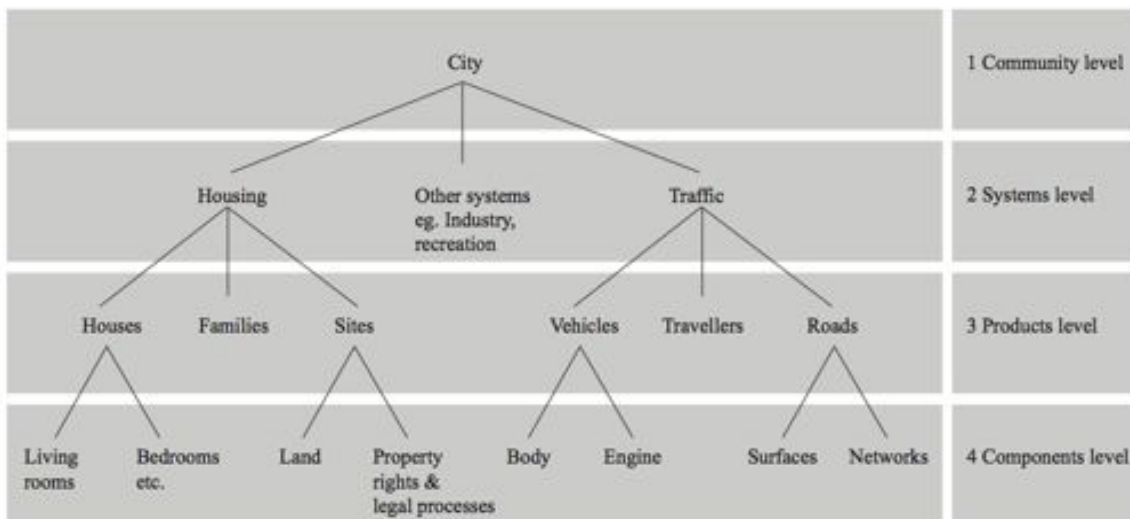 City
1 Community level
Housing
Other systems
eg. Industry,
recreation
Traffic
2 Systems level
Houses
Families
Sites
Vehicles
Travellers
Roads
3 Products level
Living
rooms
Bedrooms
etc.
Land
Property
rights &
legal processes
Body
Engine
Surfaces
Networks
4 Components level